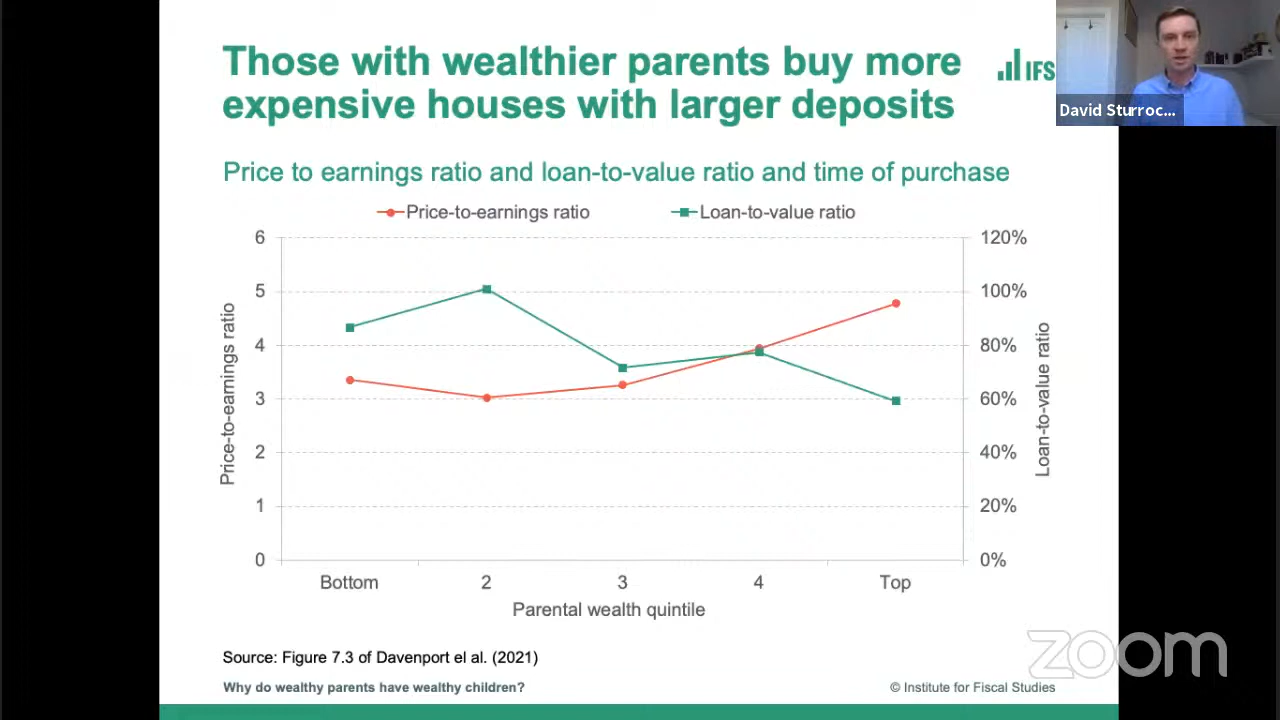 Those with wealthier parents buy more
expensive houses with larger deposits
IFS
David Sturroc...
Price to earnings ratio and loan-to-value ratio and time of purchase
Price-to-earnings ratio
Loan-to-value ratio
6
5
4
3
2
1
0
Price-to-earnings ratio
120%
100%
80%
60%
40%
20%
0%
Loan-to-value ratio
Bottom
2
3
4
Top
Parental wealth quintile
Source: Figure 7.3 of Davenport el al. (2021)
Why do wealthy parents have wealthy children?
© Institute for Fiscal Studies
zoom